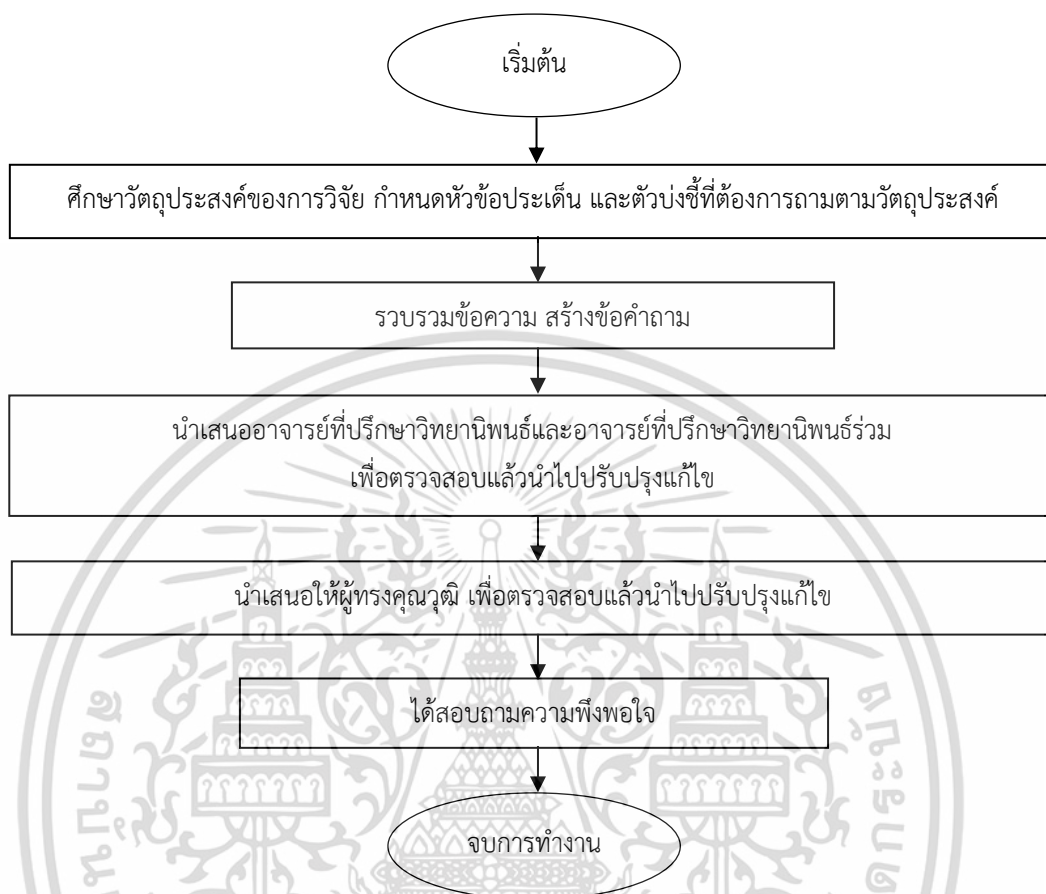 เริ่มต้น
ศึกษาวัตถุประสงค์ของการวิจัย กำหนดหัวข้อประเด็น และตัวบ่งชี้ที่ต้องการถามตามวัตถุประสงค์
รวบรวมข้อความ สร้างข้อคำถาม
นำเสนออาจารย์ที่ปรึกษาวิทยานิพนธ์และอาจารย์ที่ปรึกษาวิทยานิพนธ์ร่วม
เพื่อตรวจสอบแล้วนำไปปรับปรุงแก้ไข
นำเสนอให้ผู้ทรงคุณวุฒิ เพื่อตรวจสอบแล้วนำไปปรับปรุงแก้ไข
ได้สอบถามความพึงพอใจ
จบการทำงาน